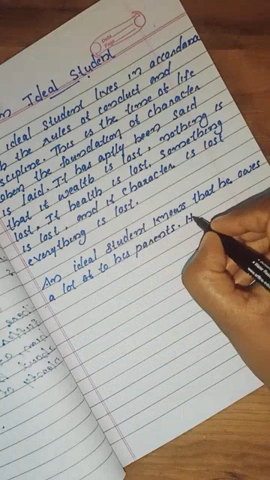 Date
Page
An Ideal Student
ideal student lives in accordance
the rules of conduct and
discipline. This is the time of life
when the foundation of character
is laid. It has aptly been said
that if wealth is lost, nothing is
lost. If health is lost, something
is lost, and if character is lost
everything is lost.
An ideal student knows that he owes
a lot ot to his parents. H